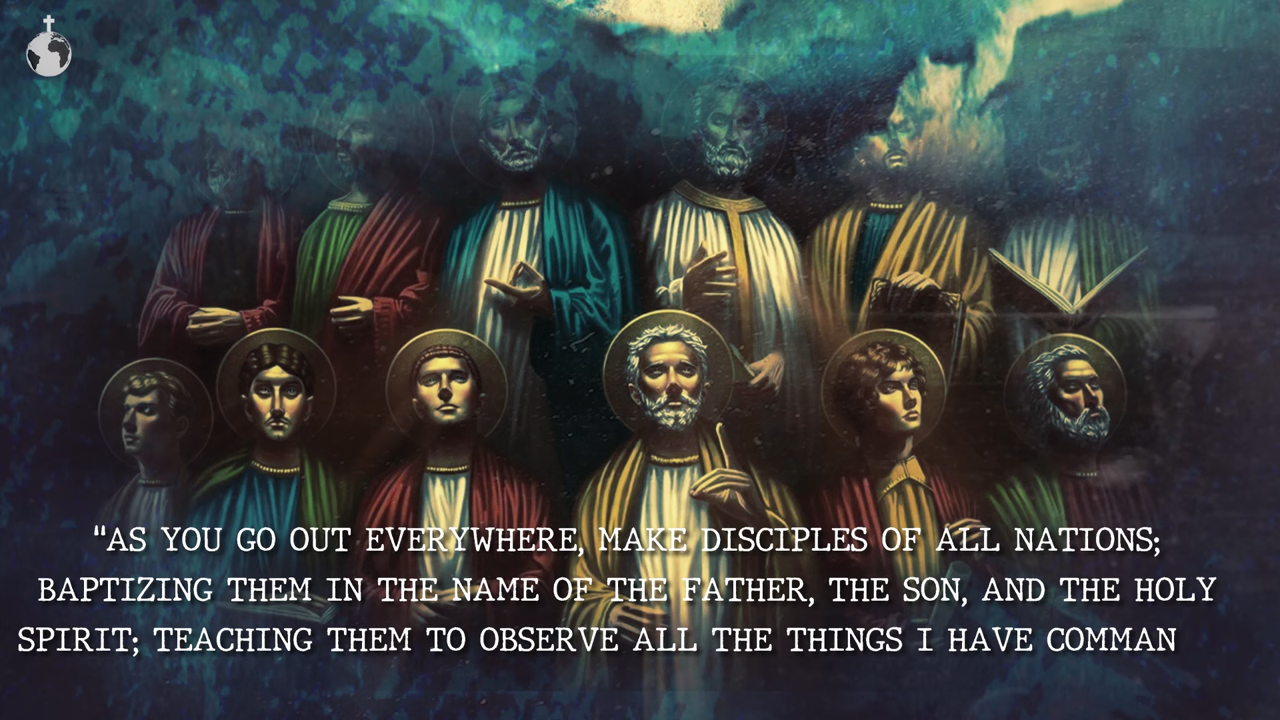 "AS YOU GO OUT EVERYWHERE, MAKE DISCIPLES OF ALL NATIONS;
BAPTIZING THEM IN THE NAME OF THE FATHER, THE SON, AND THE HOLY
SPIRIT; TEACHING THEM TO OBSERVE ALL THE THINGS I HAVE COMMAN